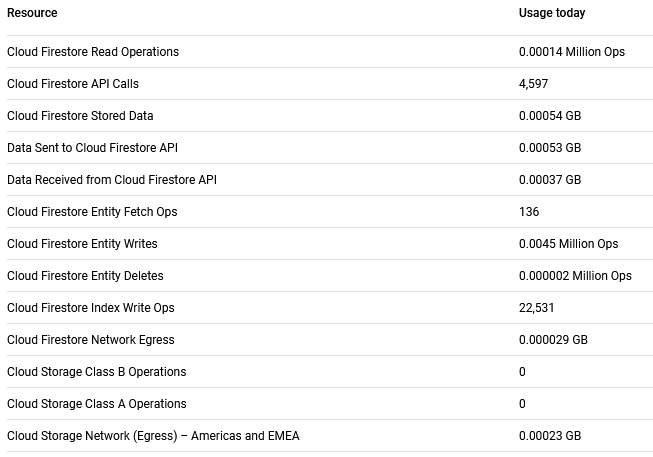 Resource Usage today
Cloud Firestore Read Operations 0.00014 Million Ops
Cloud Firestore API Calls 4,597
Cloud Firestore Stored Data 0.00054 GB
Data Sent to Cloud Firestore API 0.00053 GB
Data Received from Cloud Firestore API 0.00037 GB
Cloud Firestore Entity Fetch Ops 136
Cloud Firestore Entity Writes 0.0045 Million Ops
Cloud Firestore Entity Deletes 0.000002 Million Ops
Cloud Firestore Index Write Ops 22,531
Cloud Firestore Network Egress 0.000029 GB
Cloud Storage Class B Operations 0
Cloud Storage Class A Operations 0
Cloud Storage Network (Egress) – Americas and EMEA 0.00023 GB